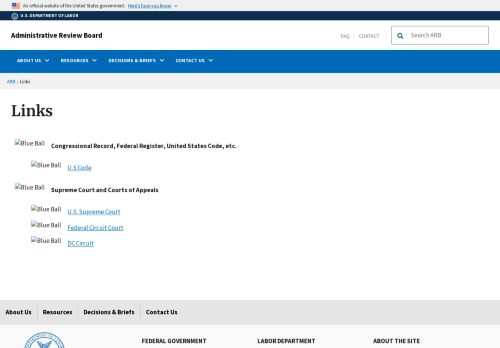 An official website of the United States government. Here's how you know
U.S. DEPARTMENT OF LABOR
Administrative Review Board
FAQ CONTACT
Search ARB
ABOUT US RESOURCES DECISIONS & BRIEFS CONTACT US
ARB › Links
Links
Blue Ball Congressional Record, Federal Register, United States Code, etc.
Blue Ball U.S Code
Blue Ball Supreme Court and Courts of Appeals
Blue Ball U.S. Supreme Court
Blue Ball Federal Circuit Court
Blue Ball DC Circuit
About Us Resources Decisions & Briefs Contact Us
FEDERAL GOVERNMENT LABOR DEPARTMENT ABOUT THE SITE